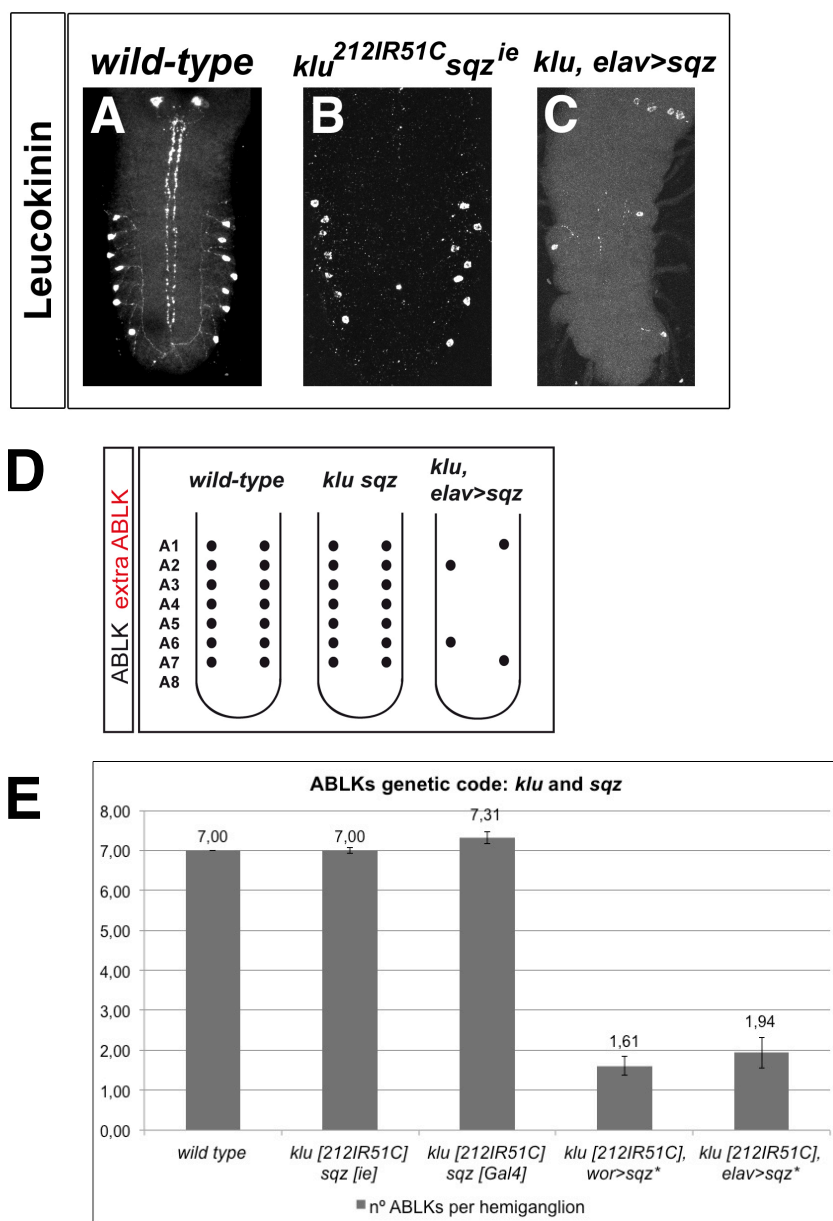 Leucokinin
wild-type
klu212IR51C sqz ie
klu, elav>sqz
A
B
C
D
ABLK extra ABLK
wild-type
klu sqz
klu,
elav>sqz
A1
A2
A3
A4
A5
A6
A7
A8
E
ABLKs genetic code: klu and sqz
8,00
7,00
6,00
5,00
4,00
3,00
2,00
1,00
0,00
7,00
7,00
7,31
1,61
1,94
wild type
klu [212IR51C]
sqz [ie]
klu [212IR51C]
sqz [Gal4]
klu [212IR51C],
wor>sqz*
klu [212IR51C],
elav>sqz*
nº ABLKs per hemiganglion